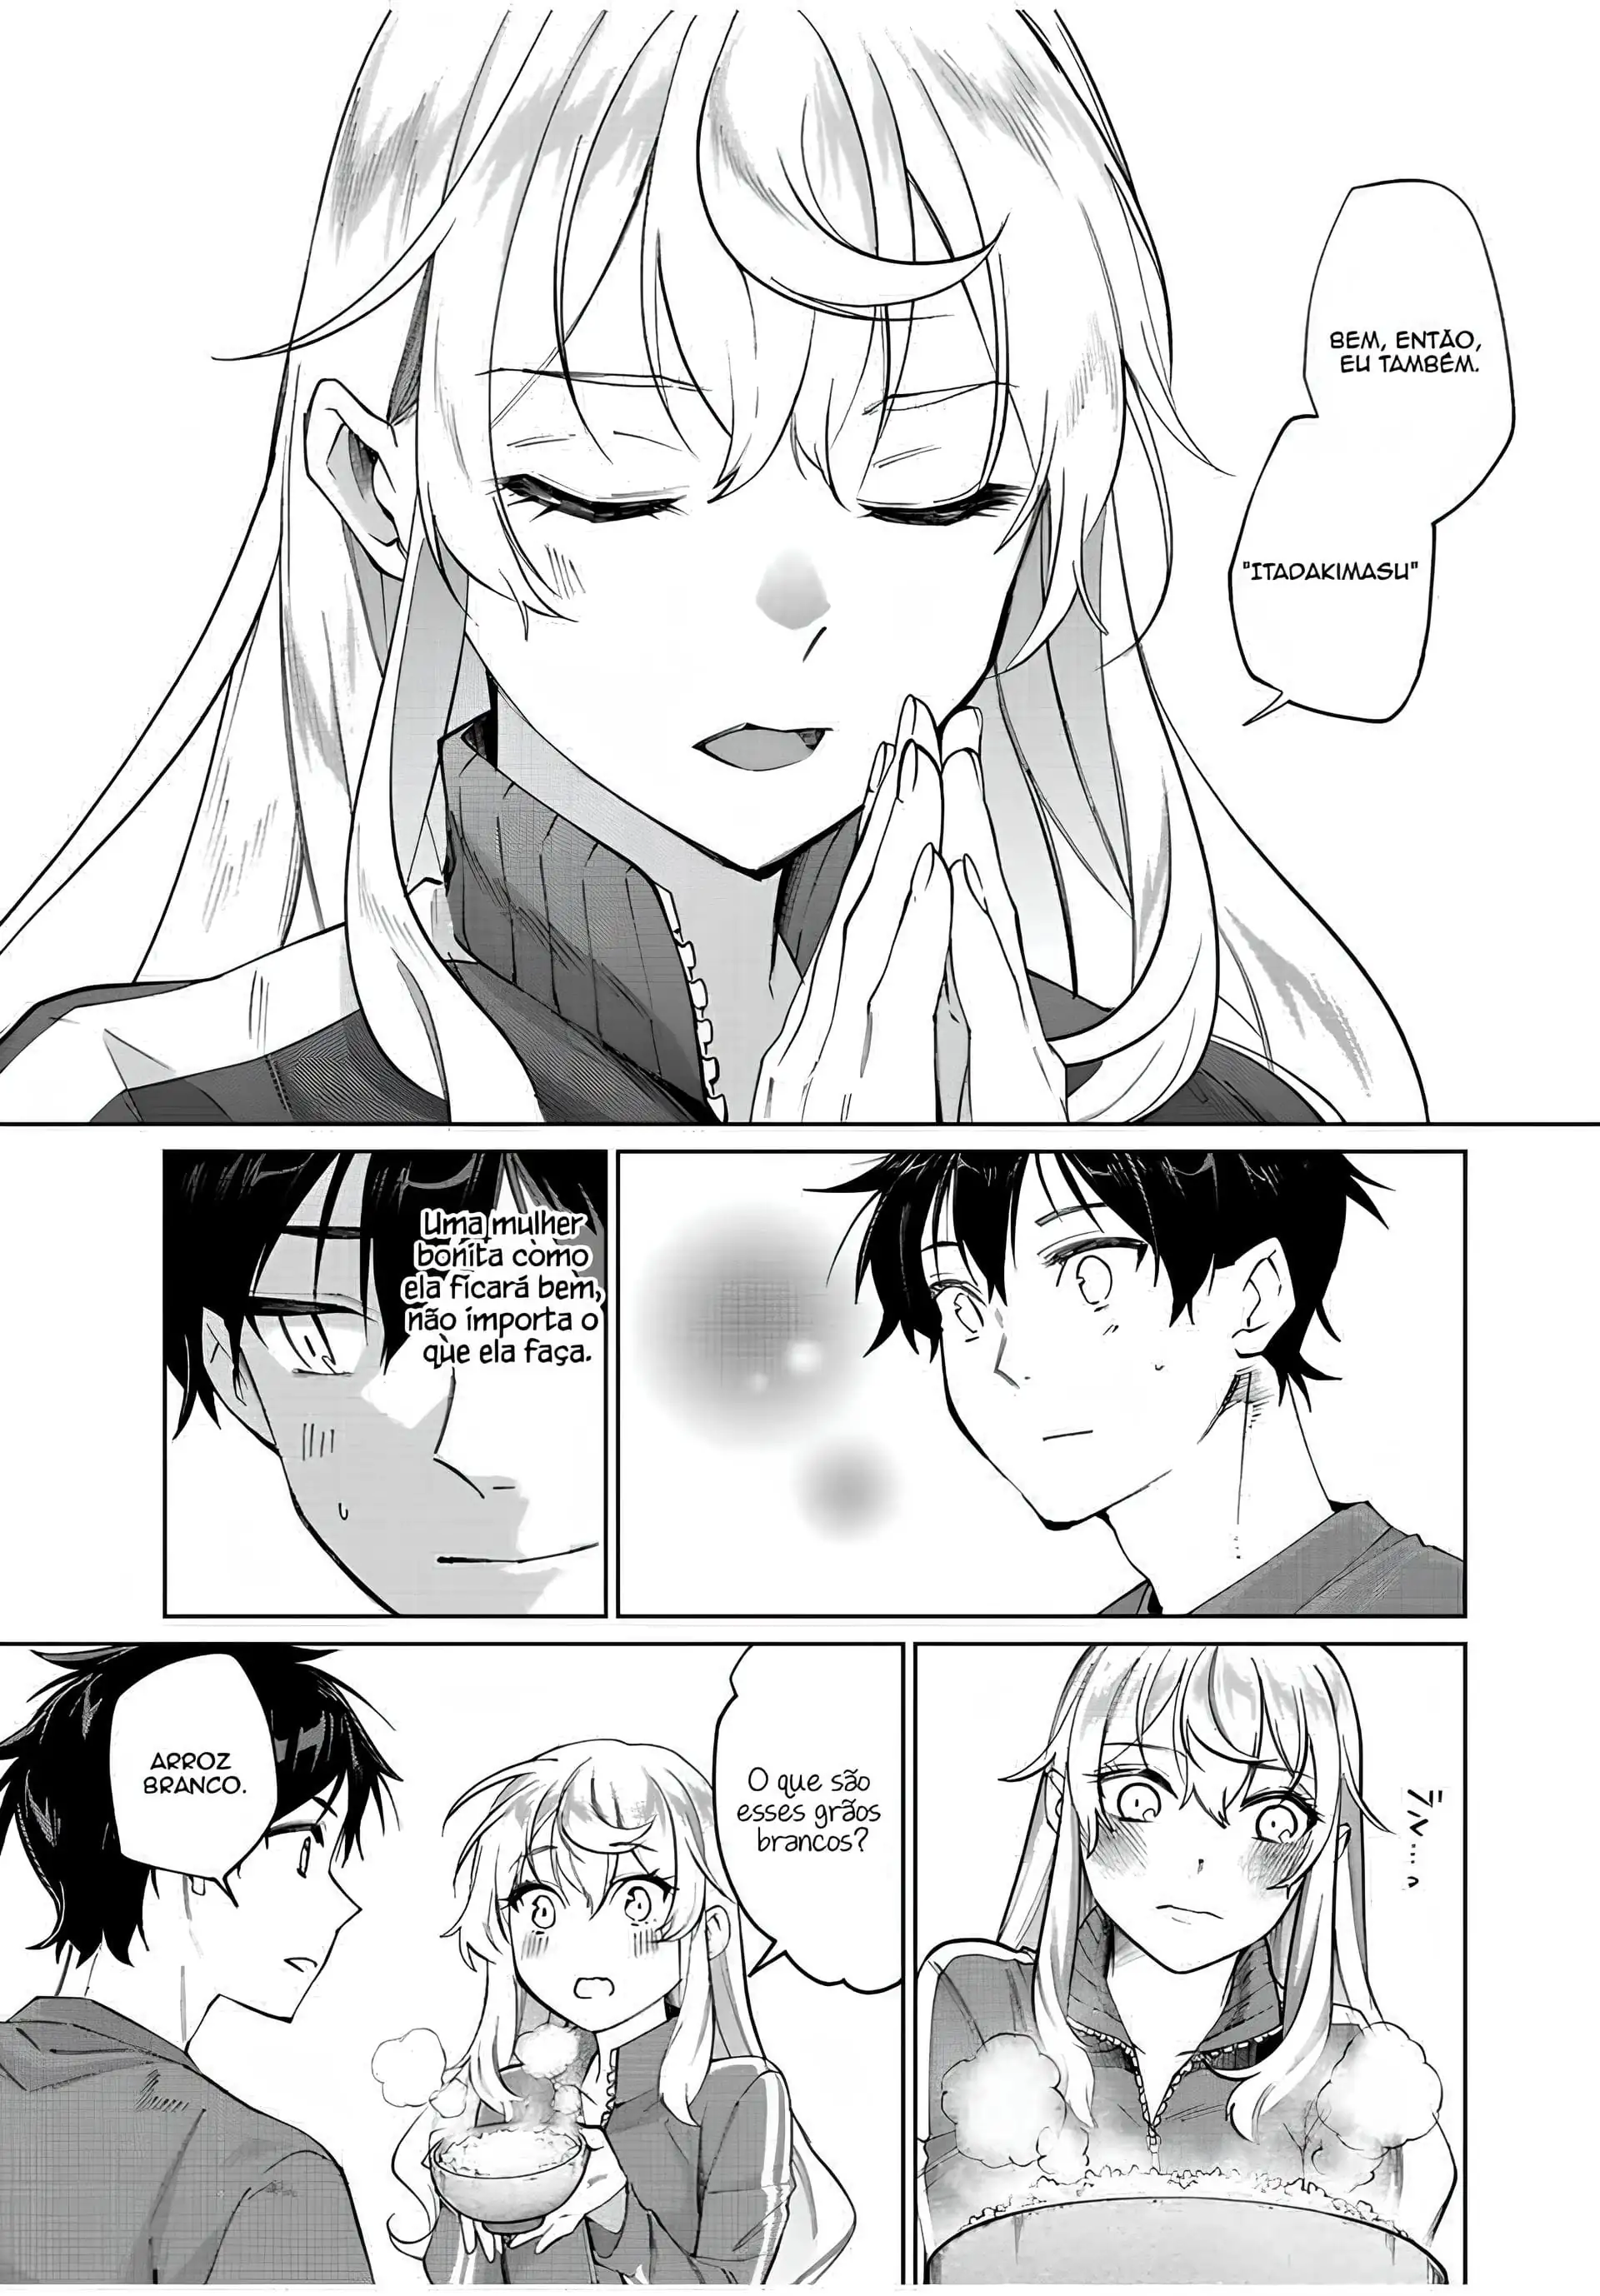 BEM, ENTÃO,
EU TAMBÉM.
"ITADAKIMASU"
Uma mulher
bonita como
ela ficará bem,
não importa o
que ela faça.
O que são
esses grãos
brancos?
ARROZ
BRANCO.